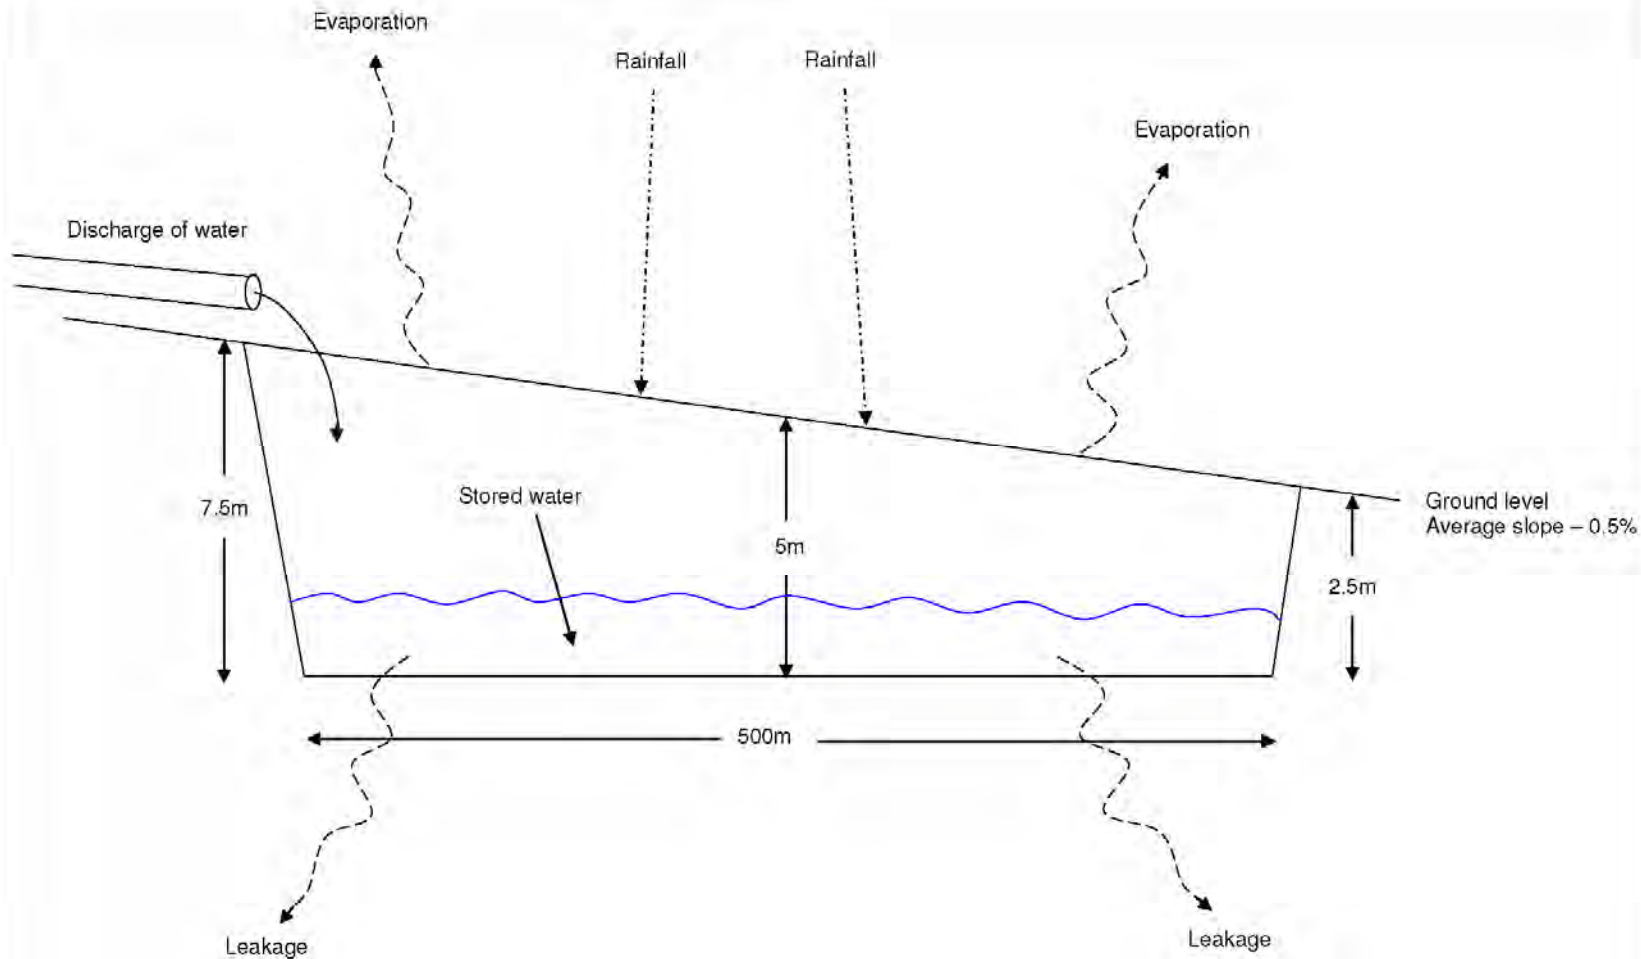 Evaporation
Rainfall
Rainfall
Evaporation
Discharge of water
7.5m
Stored water
5m
Ground level
Average slope – 0.5%
2.5m
500m
Leakage
Leakage